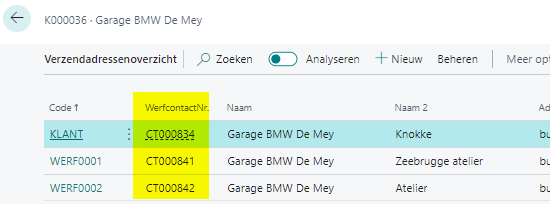 K000036 · Garage BMW De Mey
Verzendadressenoverzicht Zoeken Analyseren Nieuw Beheren Meer opt
Code ↑ WerfcontactNr. Naam Naam 2 Ad
KLANT CT000834 Garage BMW De Mey Knokke bu
WERF0001 CT000841 Garage BMW De Mey Zeebrugge atelier bu
WERF0002 CT000842 Garage BMW De Mey Atelier bu